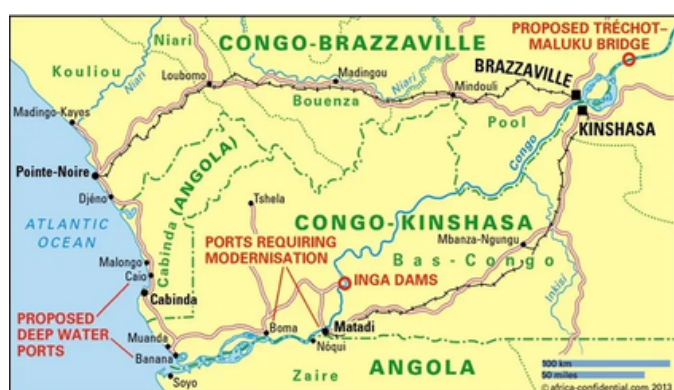 PROPOSED TRÉCHOT–
MALUKU BRIDGE
Niari
CONGO-BRAZZAVILLE
Kouliou
Niari
Loubomo
Madingou
Niari
BRAZZAVILLE
Bouenza
Mindouli
Madingo-Kayes
Pool
KINSHASA
Congo
Pointe-Noire
Cabinda (ANGOLA)
Djéno
Tshela
CONGO-KINSHASA
ATLANTIC
OCEAN
PORTS REQUIRING
MODERNISATION
Mbanza-Ngungu
Bas-Congo
Malongo
Caio
INGA DAMS
Inkisi
Cabinda
PROPOSED
DEEP WATER
PORTS
Muanda
Boma
Matadi
Banana
Nóqui
ANGOLA
Soyo
Zaire
100 km
50 miles
© africa-confidential.com 2013